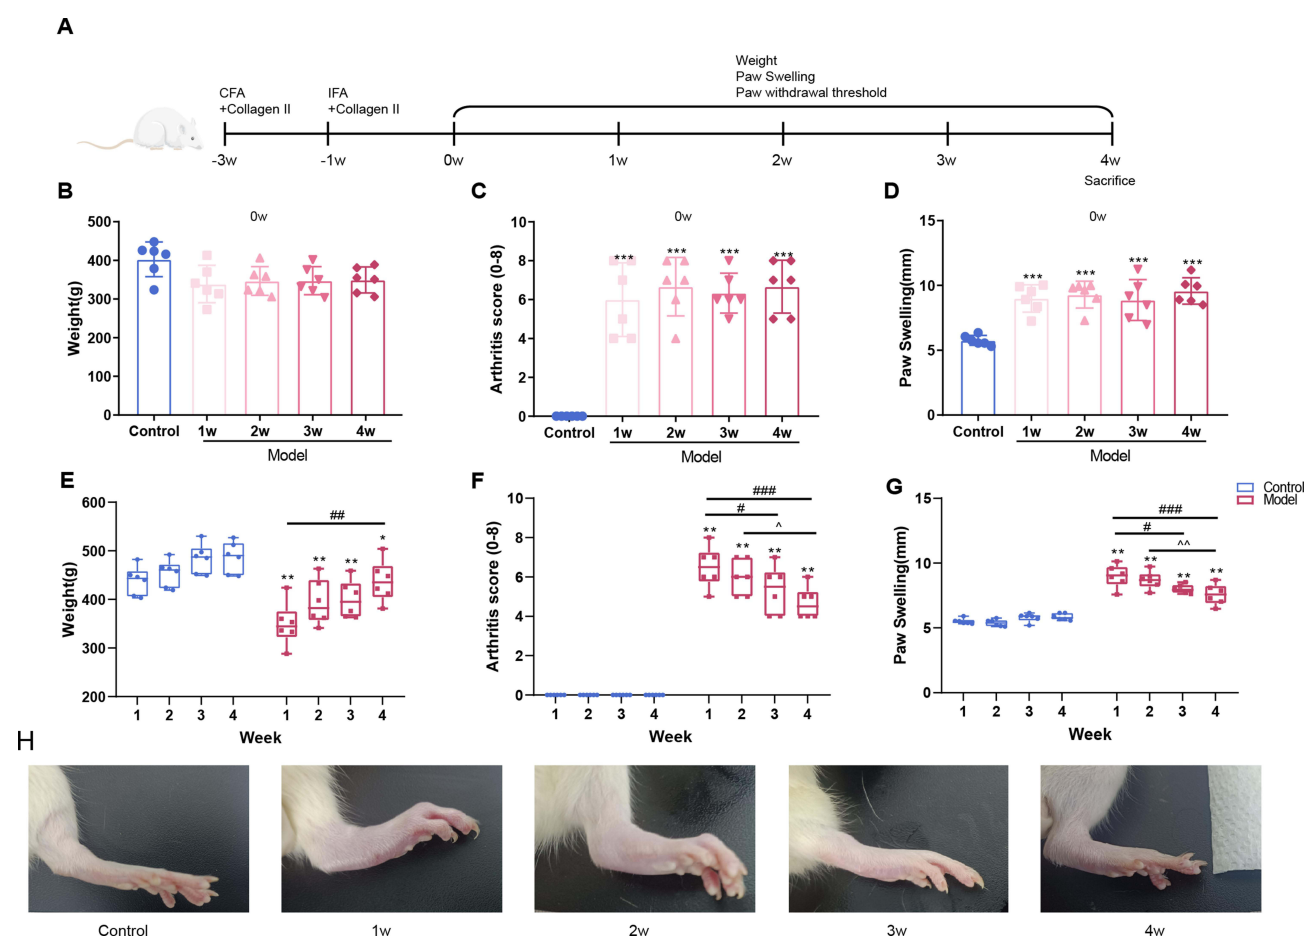 A
Weight
Paw Swelling
Paw withdrawal threshold
CFA
+Collagen II
IFA
+Collagen II
-3w
-1w
0w
1w
2w
3w
4w
Sacrifice
B
0w
Weight(g)
500
400
300
200
100
0
Control
1w
2w
3w
4w
Model
C
0w
Arthritis score (0-8)
10
8
6
4
2
0
***
***
***
***
Control
1w
2w
3w
4w
Model
D
0w
Paw Swelling(mm)
15
10
5
0
***
***
***
***
Control
1w
2w
3w
4w
Model
E
Weight(g)
600
500
400
300
200
##
**
**
**
*
1
2
3
4
1
2
3
4
Week
F
Arthritis score (0-8)
10
8
6
4
2
0
###
#
^
**
**
**
**
1
2
3
4
1
2
3
4
Week
G
Control
Model
Paw Swelling(mm)
15
10
5
0
###
#
^^
**
**
**
**
1
2
3
4
1
2
3
4
Week
H
Control
1w
2w
3w
4w